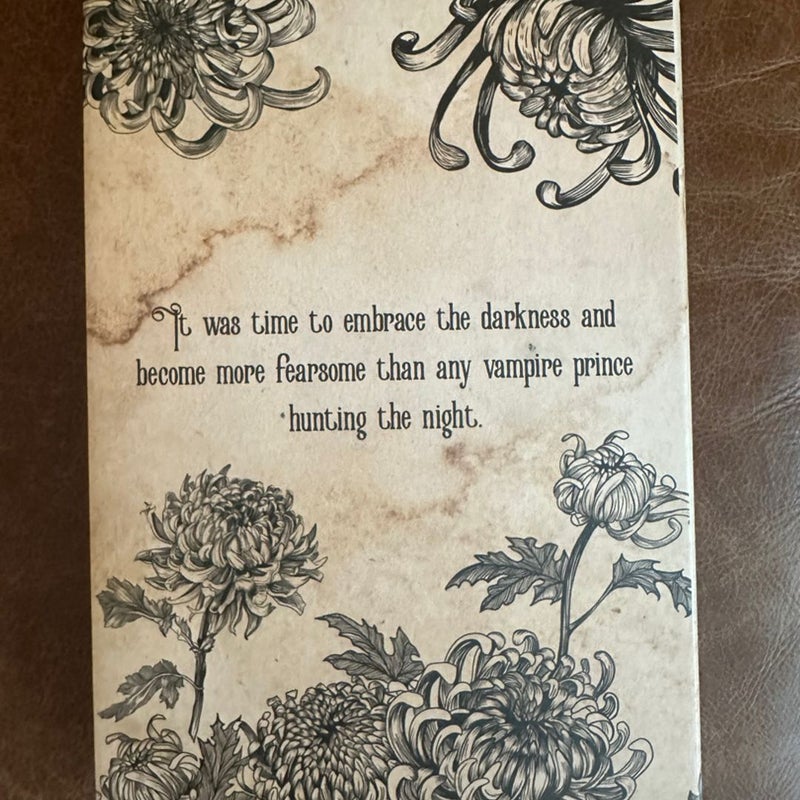 It was time to embrace the darkness and
become more fearsome than any vampire prince
hunting the night.